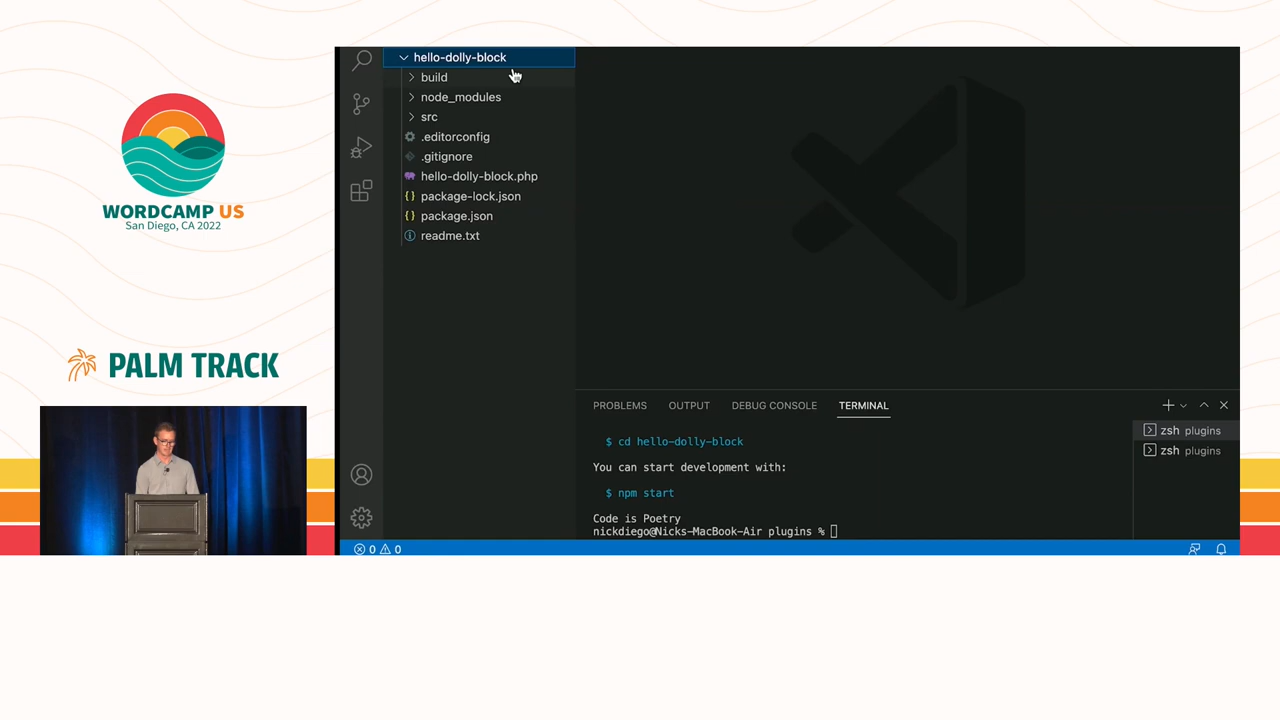 WORDCAMP US
San Diego, CA 2022
PALM TRACK
hello-dolly-block
build
node_modules
src
.editorconfig
.gitignore
hello-dolly-block.php
package-lock.json
package.json
readme.txt
PROBLEMS OUTPUT DEBUG CONSOLE TERMINAL
$ cd hello-dolly-block
You can start development with:
$ npm start
Code is Poetry
nickdiego@Nicks-MacBook-Air plugins %
zsh plugins
zsh plugins
0 0